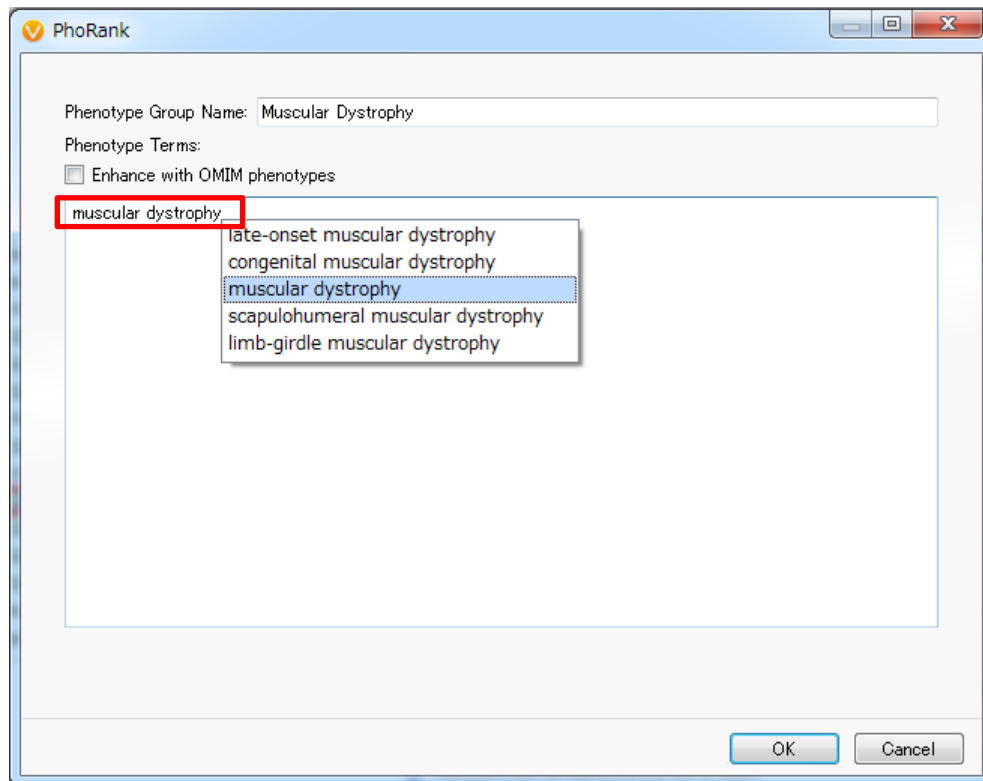 PhoRank
Phenotype Group Name: Muscular Dystrophy
Phenotype Terms:
Enhance with OMIM phenotypes
muscular dystrophy
late-onset muscular dystrophy
congenital muscular dystrophy
muscular dystrophy
scapulohumeral muscular dystrophy
limb-girdle muscular dystrophy
OK Cancel